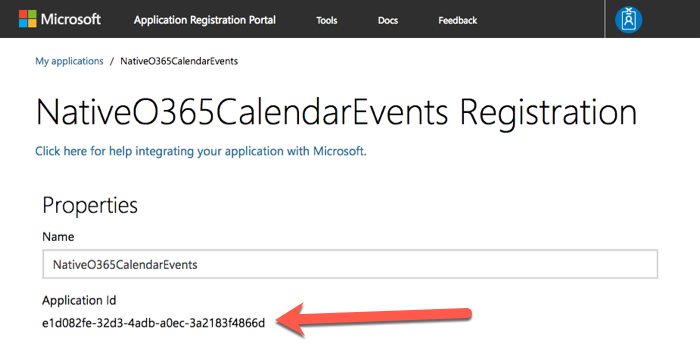 Microsoft Application Registration Portal Tools Docs Feedback
My applications / NativeO365CalendarEvents
NativeO365CalendarEvents Registration
Click here for help integrating your application with Microsoft.
Properties
Name
NativeO365CalendarEvents
Application Id
e1d082fe-32d3-4adb-a0ec-3a2183f4866d